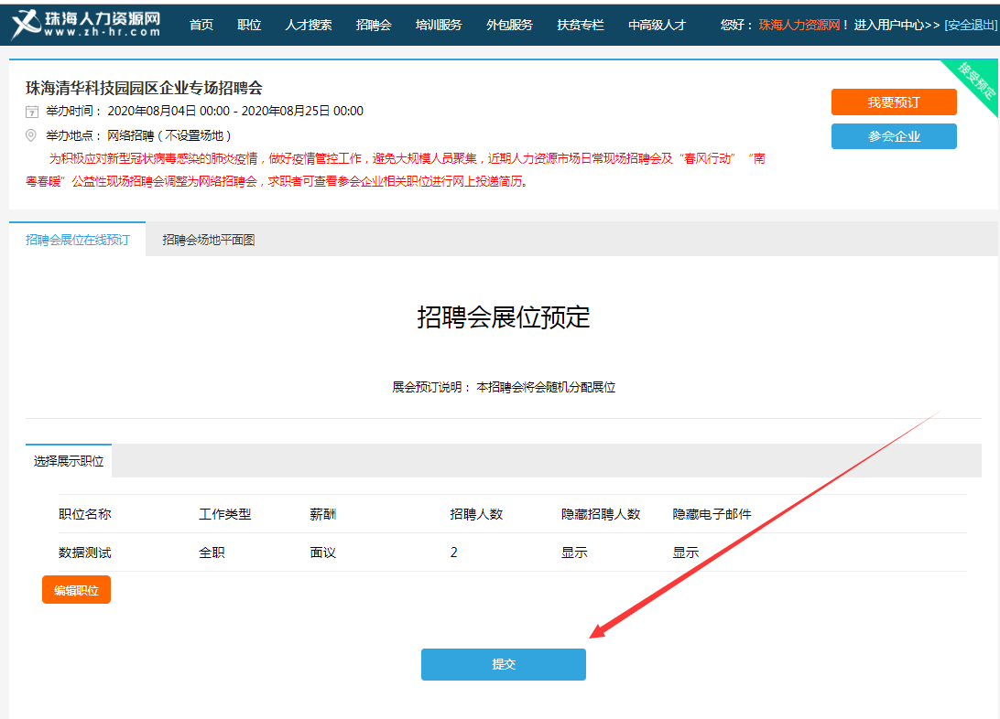 珠海人力资源网
www.zh-hr.com
首页 职位 人才搜索 招聘会 培训服务 外包服务 扶贫专栏 中高级人才 您好：珠海人力资源网！进入用户中心>> [安全退出]
接受预定
珠海清华科技园园区企业专场招聘会
我要预订
7 举办时间： 2020年08月04日 00:00 - 2020年08月25日 00:00
举办地点： 网络招聘（不设置场地）
参会企业
为积极应对新型冠状病毒感染的肺炎疫情，做好疫情管控工作，避免大规模人员聚集，近期人力资源市场日常现场招聘会及“春风行动”“南
粤春暖”公益性现场招聘会调整为网络招聘会，求职者可查看参会企业相关职位进行网上投递简历。
招聘会展位在线预订 招聘会场地平面图
招聘会展位预定
展会预订说明： 本招聘会将会随机分配展位
选择展示职位
职位名称 工作类型 薪酬 招聘人数 隐藏招聘人数 隐藏电子邮件
数据测试 全职 面议 2 显示 显示
编辑职位
提交